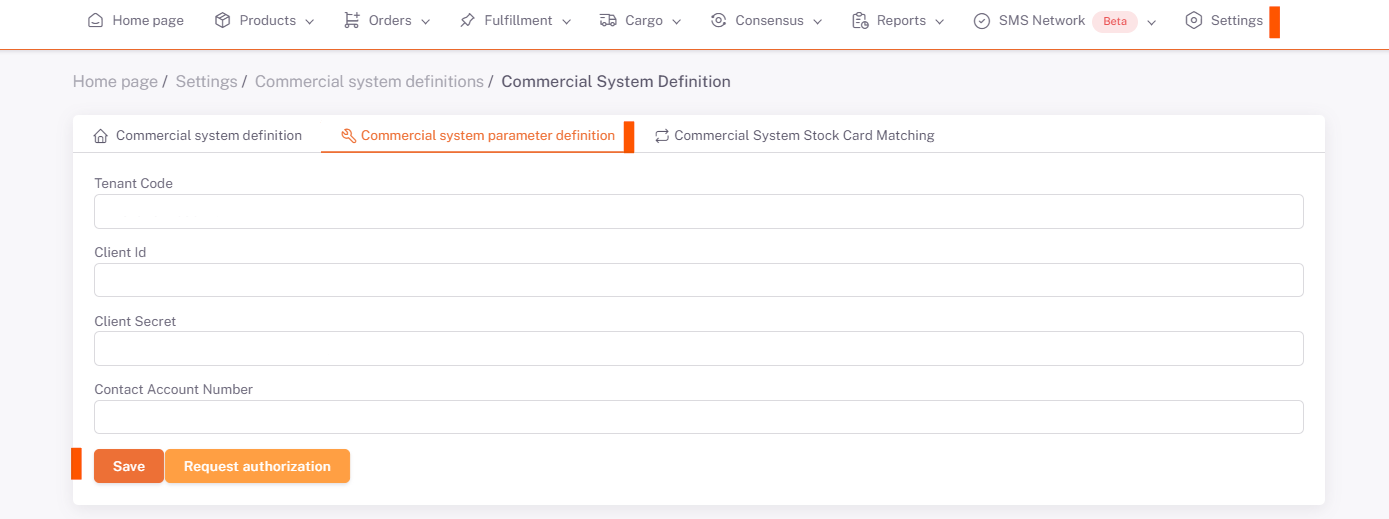 Home page Products Orders Fulfillment Cargo Consensus Reports SMS Network Beta Settings
Home page / Settings / Commercial system definitions / Commercial System Definition
Commercial system definition Commercial system parameter definition Commercial System Stock Card Matching
Tenant Code
Client Id
Client Secret
Contact Account Number
Save Request authorization